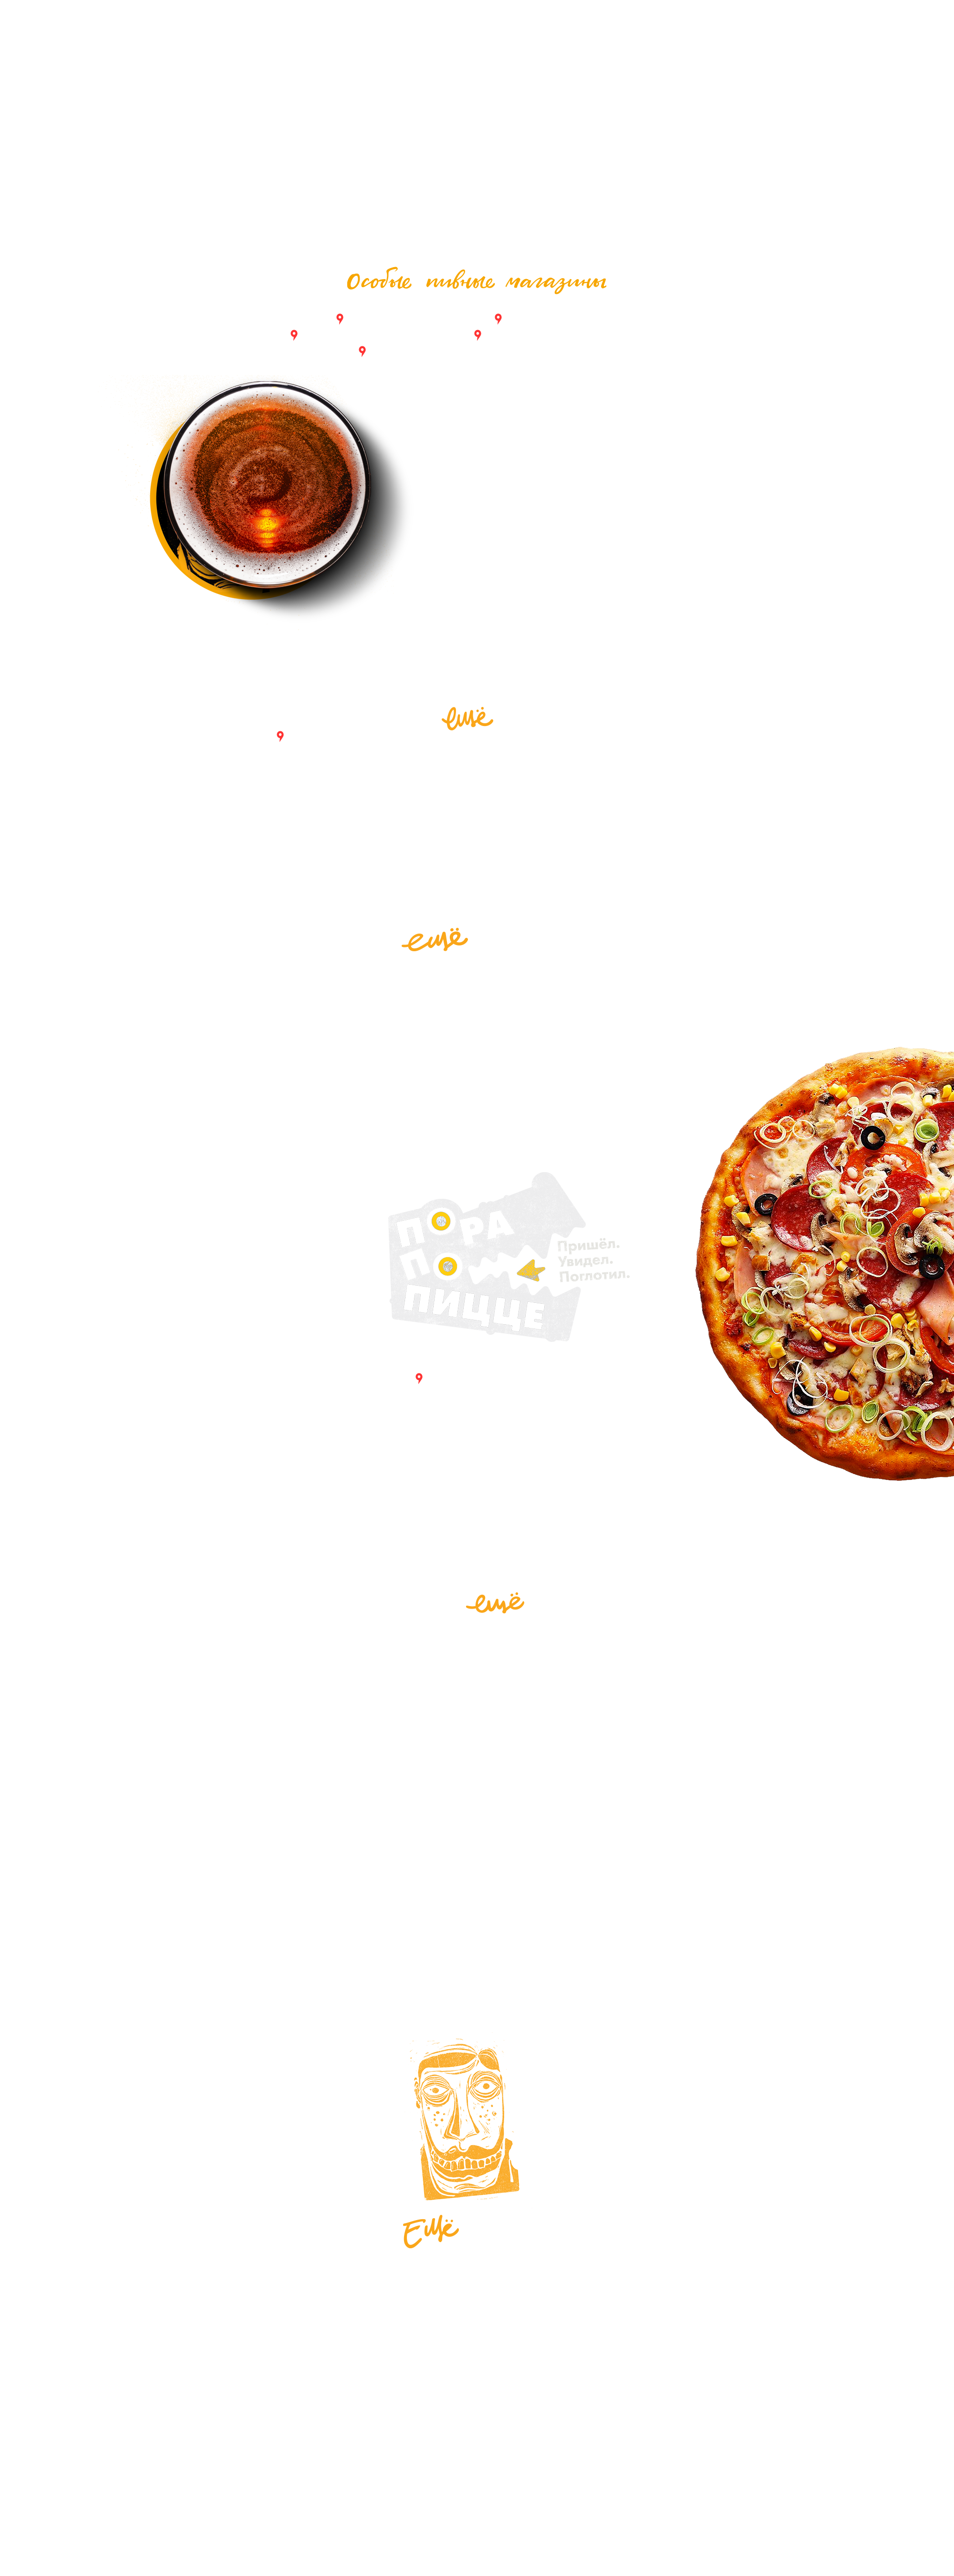 Особые пивные магазины
ещё
ещё
ПОРА
ПО
ПИЦЦЕ
Пришёл.
Увидел.
Поглотил.
ещё
Ещё